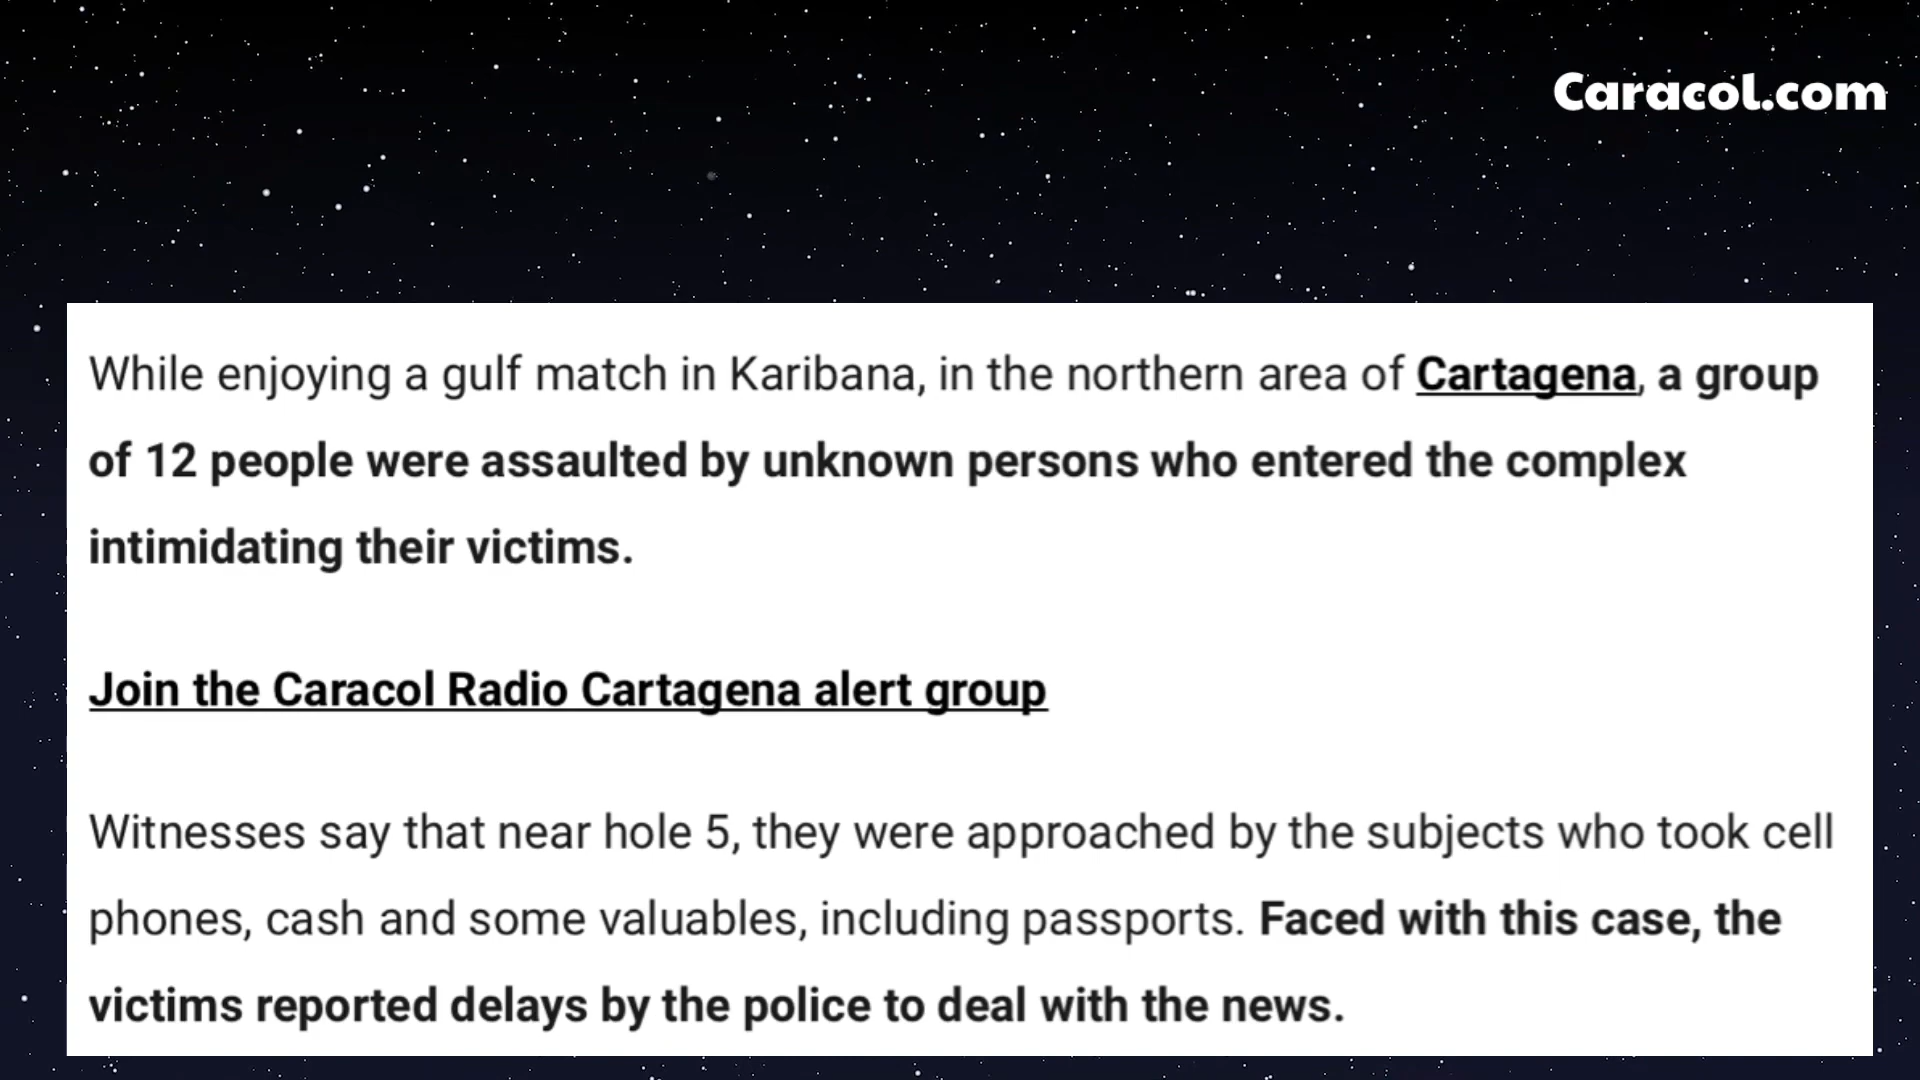 Caracol.com
While enjoying a gulf match in Karibana, in the northern area of Cartagena, a group
of 12 people were assaulted by unknown persons who entered the complex
intimidating their victims.
Join the Caracol Radio Cartagena alert group
Witnesses say that near hole 5, they were approached by the subjects who took cell
phones, cash and some valuables, including passports. Faced with this case, the
victims reported delays by the police to deal with the news.